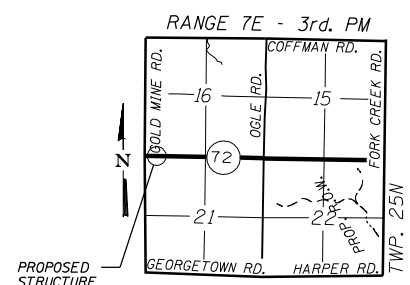 RANGE 7E - 3rd. PM
COFFMAN RD.
GOLD MINE RD.
16
OGLE RD.
15
FORK CREEK RD.
N
72
21
22
PROP. R.O.W.
TWP. 25N
GEORGETOWN RD.
HARPER RD.
PROPOSED
STRUCTURE